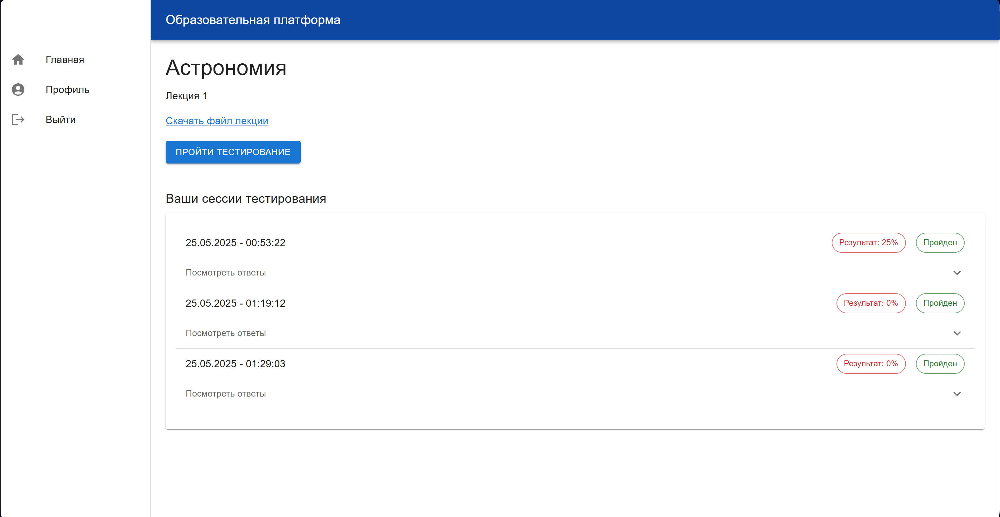 Образовательная платформа
Главная
Профиль
Выйти
Астрономия
Лекция 1
Скачать файл лекции
ПРОЙТИ ТЕСТИРОВАНИЕ
Ваши сессии тестирования
25.05.2025 - 00:53:22 Результат: 25% Пройден
Посмотреть ответы
25.05.2025 - 01:19:12 Результат: 0% Пройден
Посмотреть ответы
25.05.2025 - 01:29:03 Результат: 0% Пройден
Посмотреть ответы